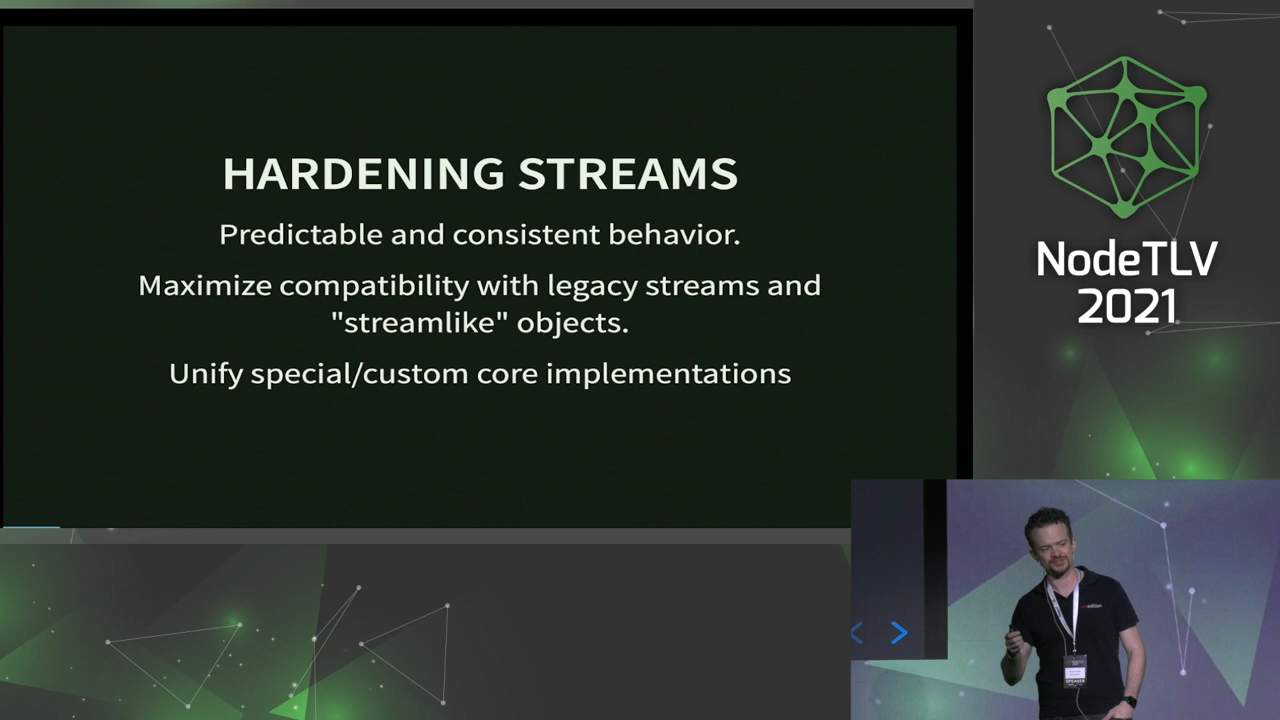 HARDENING STREAMS
Predictable and consistent behavior.
Maximize compatibility with legacy streams and
"streamlike" objects.
Unify special/custom core implementations
NodeTLV
2021
SPEAKER